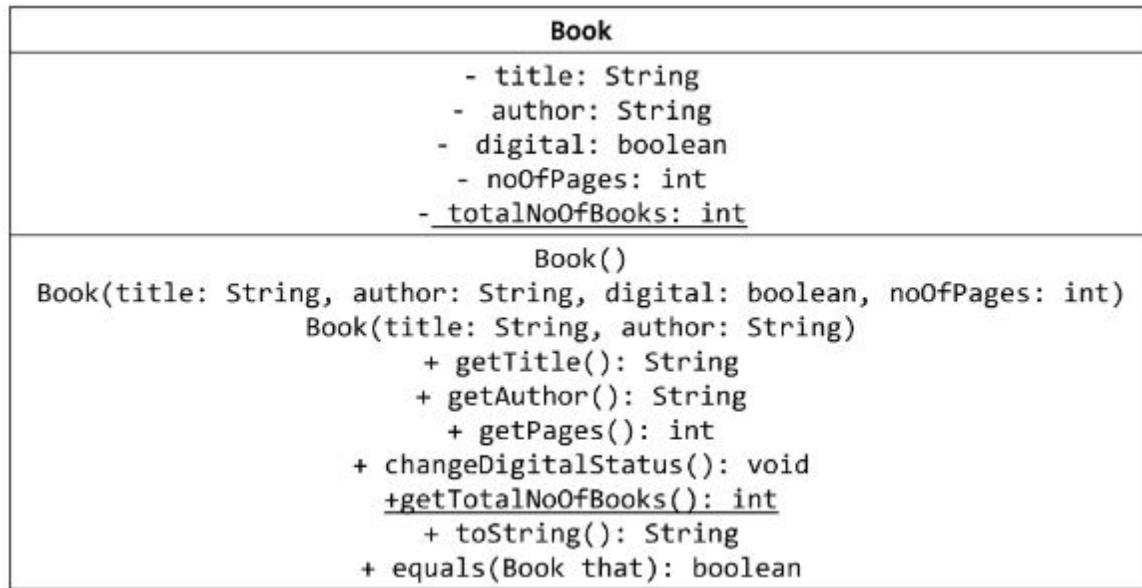 Book
- title: String
- author: String
- digital: boolean
- noOfPages: int
- totalNoOfBooks: int
Book()
Book(title: String, author: String, digital: boolean, noOfPages: int)
Book(title: String, author: String)
+ getTitle(): String
+ getAuthor(): String
+ getPages(): int
+ changeDigitalStatus(): void
+getTotalNoOfBooks(): int
+ toString(): String
+ equals(Book that): boolean